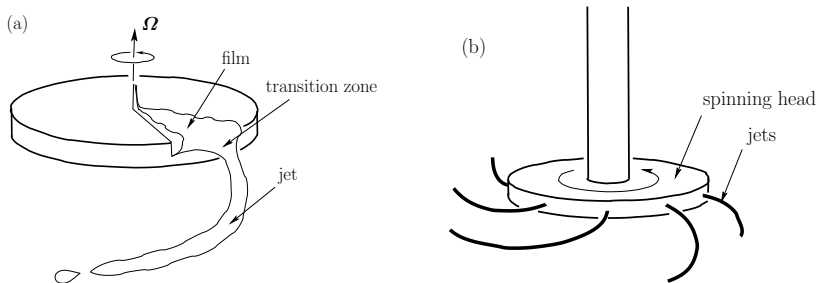 (a)
Ω
film
transition zone
jet
(b)
spinning head
jets